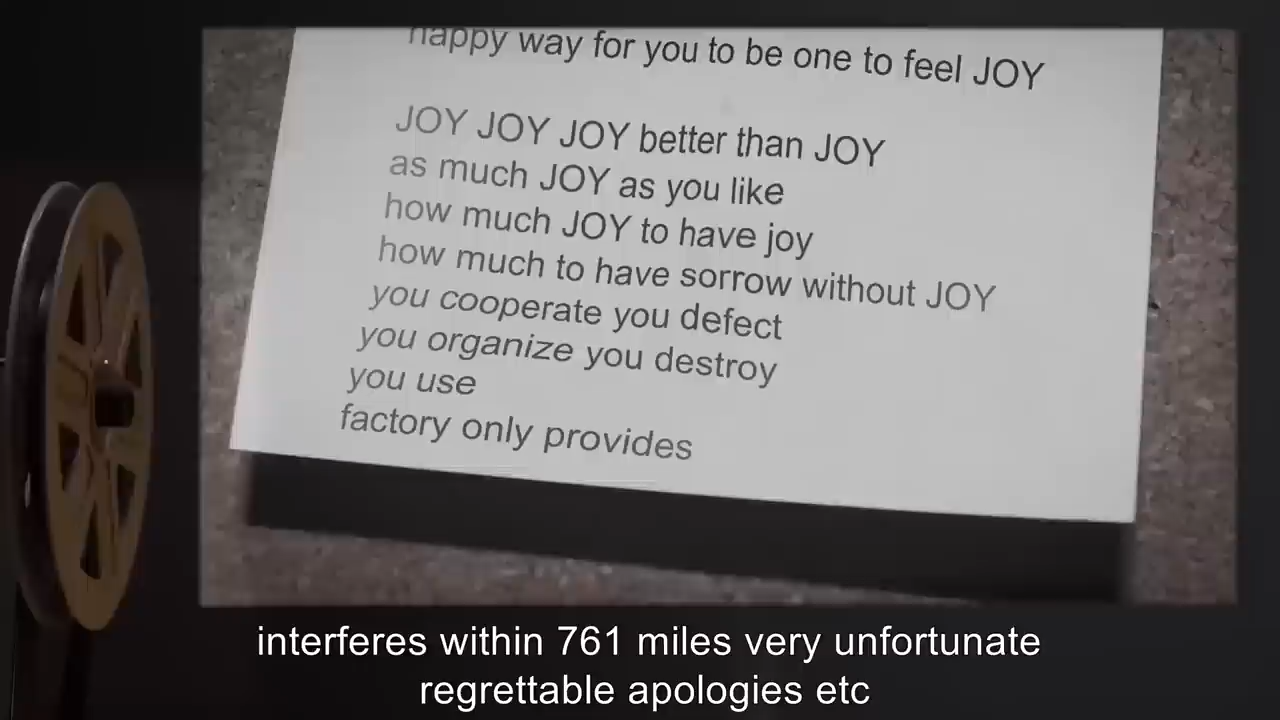 happy way for you to be one to feel JOY
JOY JOY JOY better than JOY
as much JOY as you like
how much JOY to have joy
how much to have sorrow without JOY
you cooperate you defect
you organize you destroy
you use
factory only provides
interferes within 761 miles very unfortunate
regrettable apologies etc